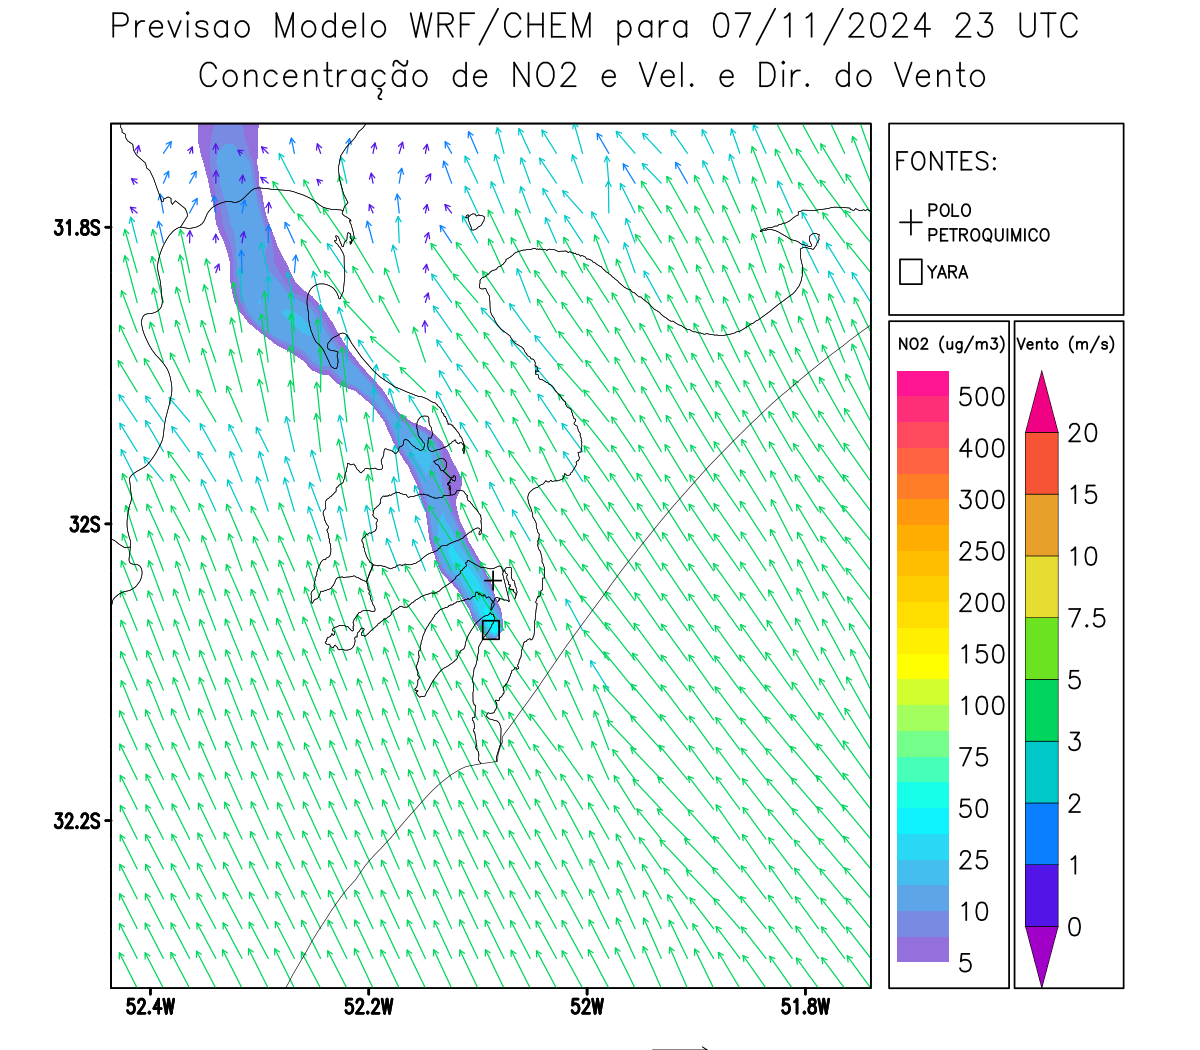 Previsao Modelo WRF/CHEM para 07/11/2024 23 UTC
Concentração de NO2 e Vel. e Dir. do Vento
FONTES:
POLO
PETROQUIMICO
YARA
NO2 (ug/m3)
500
400
300
250
200
150
100
75
50
25
10
5
Vento (m/s)
20
15
10
7.5
5
3
2
1
0
31.8S
32S
32.2S
52.4W
52.2W
52W
51.8W